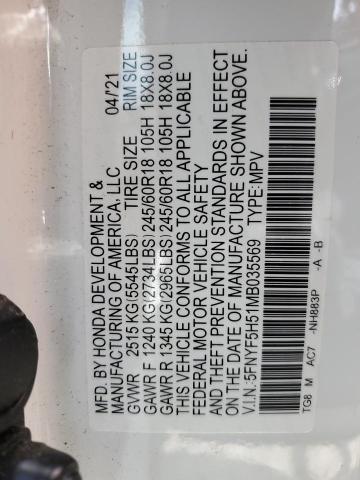 MFD. BY HONDA DEVELOPMENT & 04/21
MANUFACTURING OF AMERICA, LLC
GVWR 2515 KG(5545LBS) TIRE SIZE RIM SIZE
GAWR F 1240 KG(2734LBS)245/60R18 105H 18X8.0J
GAWR R 1345 KG(2965LBS)245/60R18 105H 18X8.0J
THIS VEHICLE CONFORMS TO ALL APPLICABLE
FEDERAL MOTOR VEHICLE SAFETY
AND THEFT PREVENTION STANDARDS IN EFFECT
ON THE DATE OF MANUFACTURE SHOWN ABOVE.
V.I.N.:5FNYF5H51MB035569 TYPE:MPV
TG8 M AC7 -NH883P -A -B